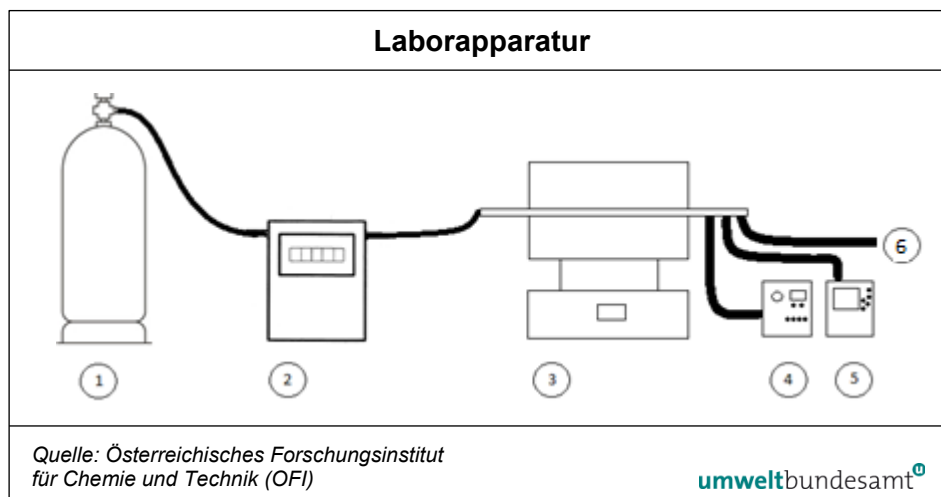 Laborapparatur
6
1
2
3
4
5
Quelle: Österreichisches Forschungsinstitut
für Chemie und Technik (OFI)
umweltbundesamt
u